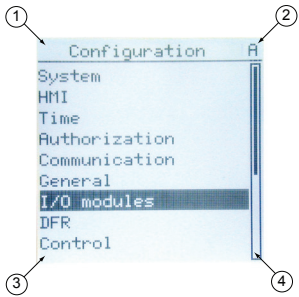 1
2
Configuration A
System
HMI
Time
Authorization
Communication
General
I/O modules
DFR
Control
3
4